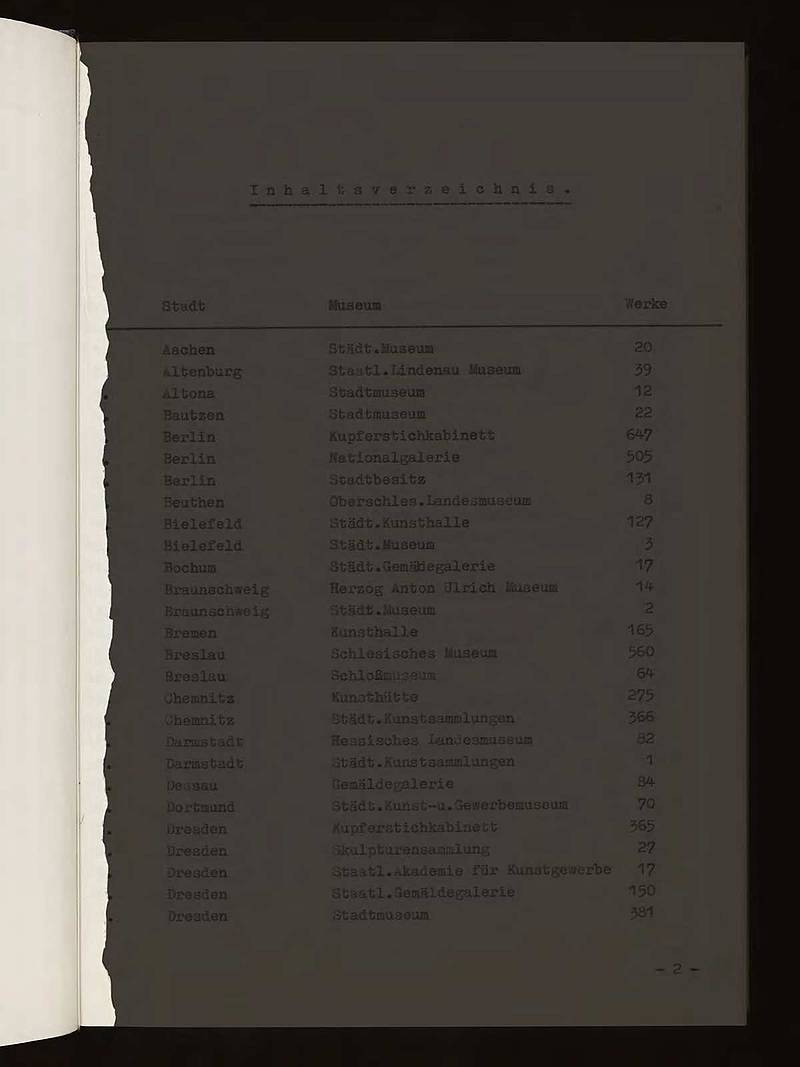 Inhaltsverzeichnis.
Stadt Museum Werke
Aachen Städt.Museum 20
Altenburg Staatl.Lindenau Museum 39
Altona Stadtmuseum 12
Bautzen Stadtmuseum 22
Berlin Kupferstichkabinett 647
Berlin Nationalgalerie 505
Berlin Stadtbesitz 131
Beuthen Oberschles.Landesmuseum 8
Bielefeld Städt.Kunsthalle 127
Bielefeld Städt.Museum 3
Bochum Städt.Gemäldegalerie 17
Braunschweig Herzog Anton Ulrich Museum 14
Braunschweig Städt.Museum 2
Bremen Kunsthalle 165
Breslau Schlesisches Museum 560
Breslau Schloßmuseum 64
Chemnitz Kunsthütte 275
Chemnitz Städt.Kunstsammlungen 366
Darmstadt Hessisches Landesmuseum 82
Darmstadt Städt.Kunstsammlungen 1
Dessau Gemäldegalerie 84
Dortmund Städt.Kunst-u.Gewerbemuseum 70
Dresden Kupferstichkabinett 365
Dresden Skulpturensammlung 27
Dresden Staatl.Akademie für Kunstgewerbe 17
Dresden Staatl.Gemäldegalerie 150
Dresden Stadtmuseum 381
- 2 -